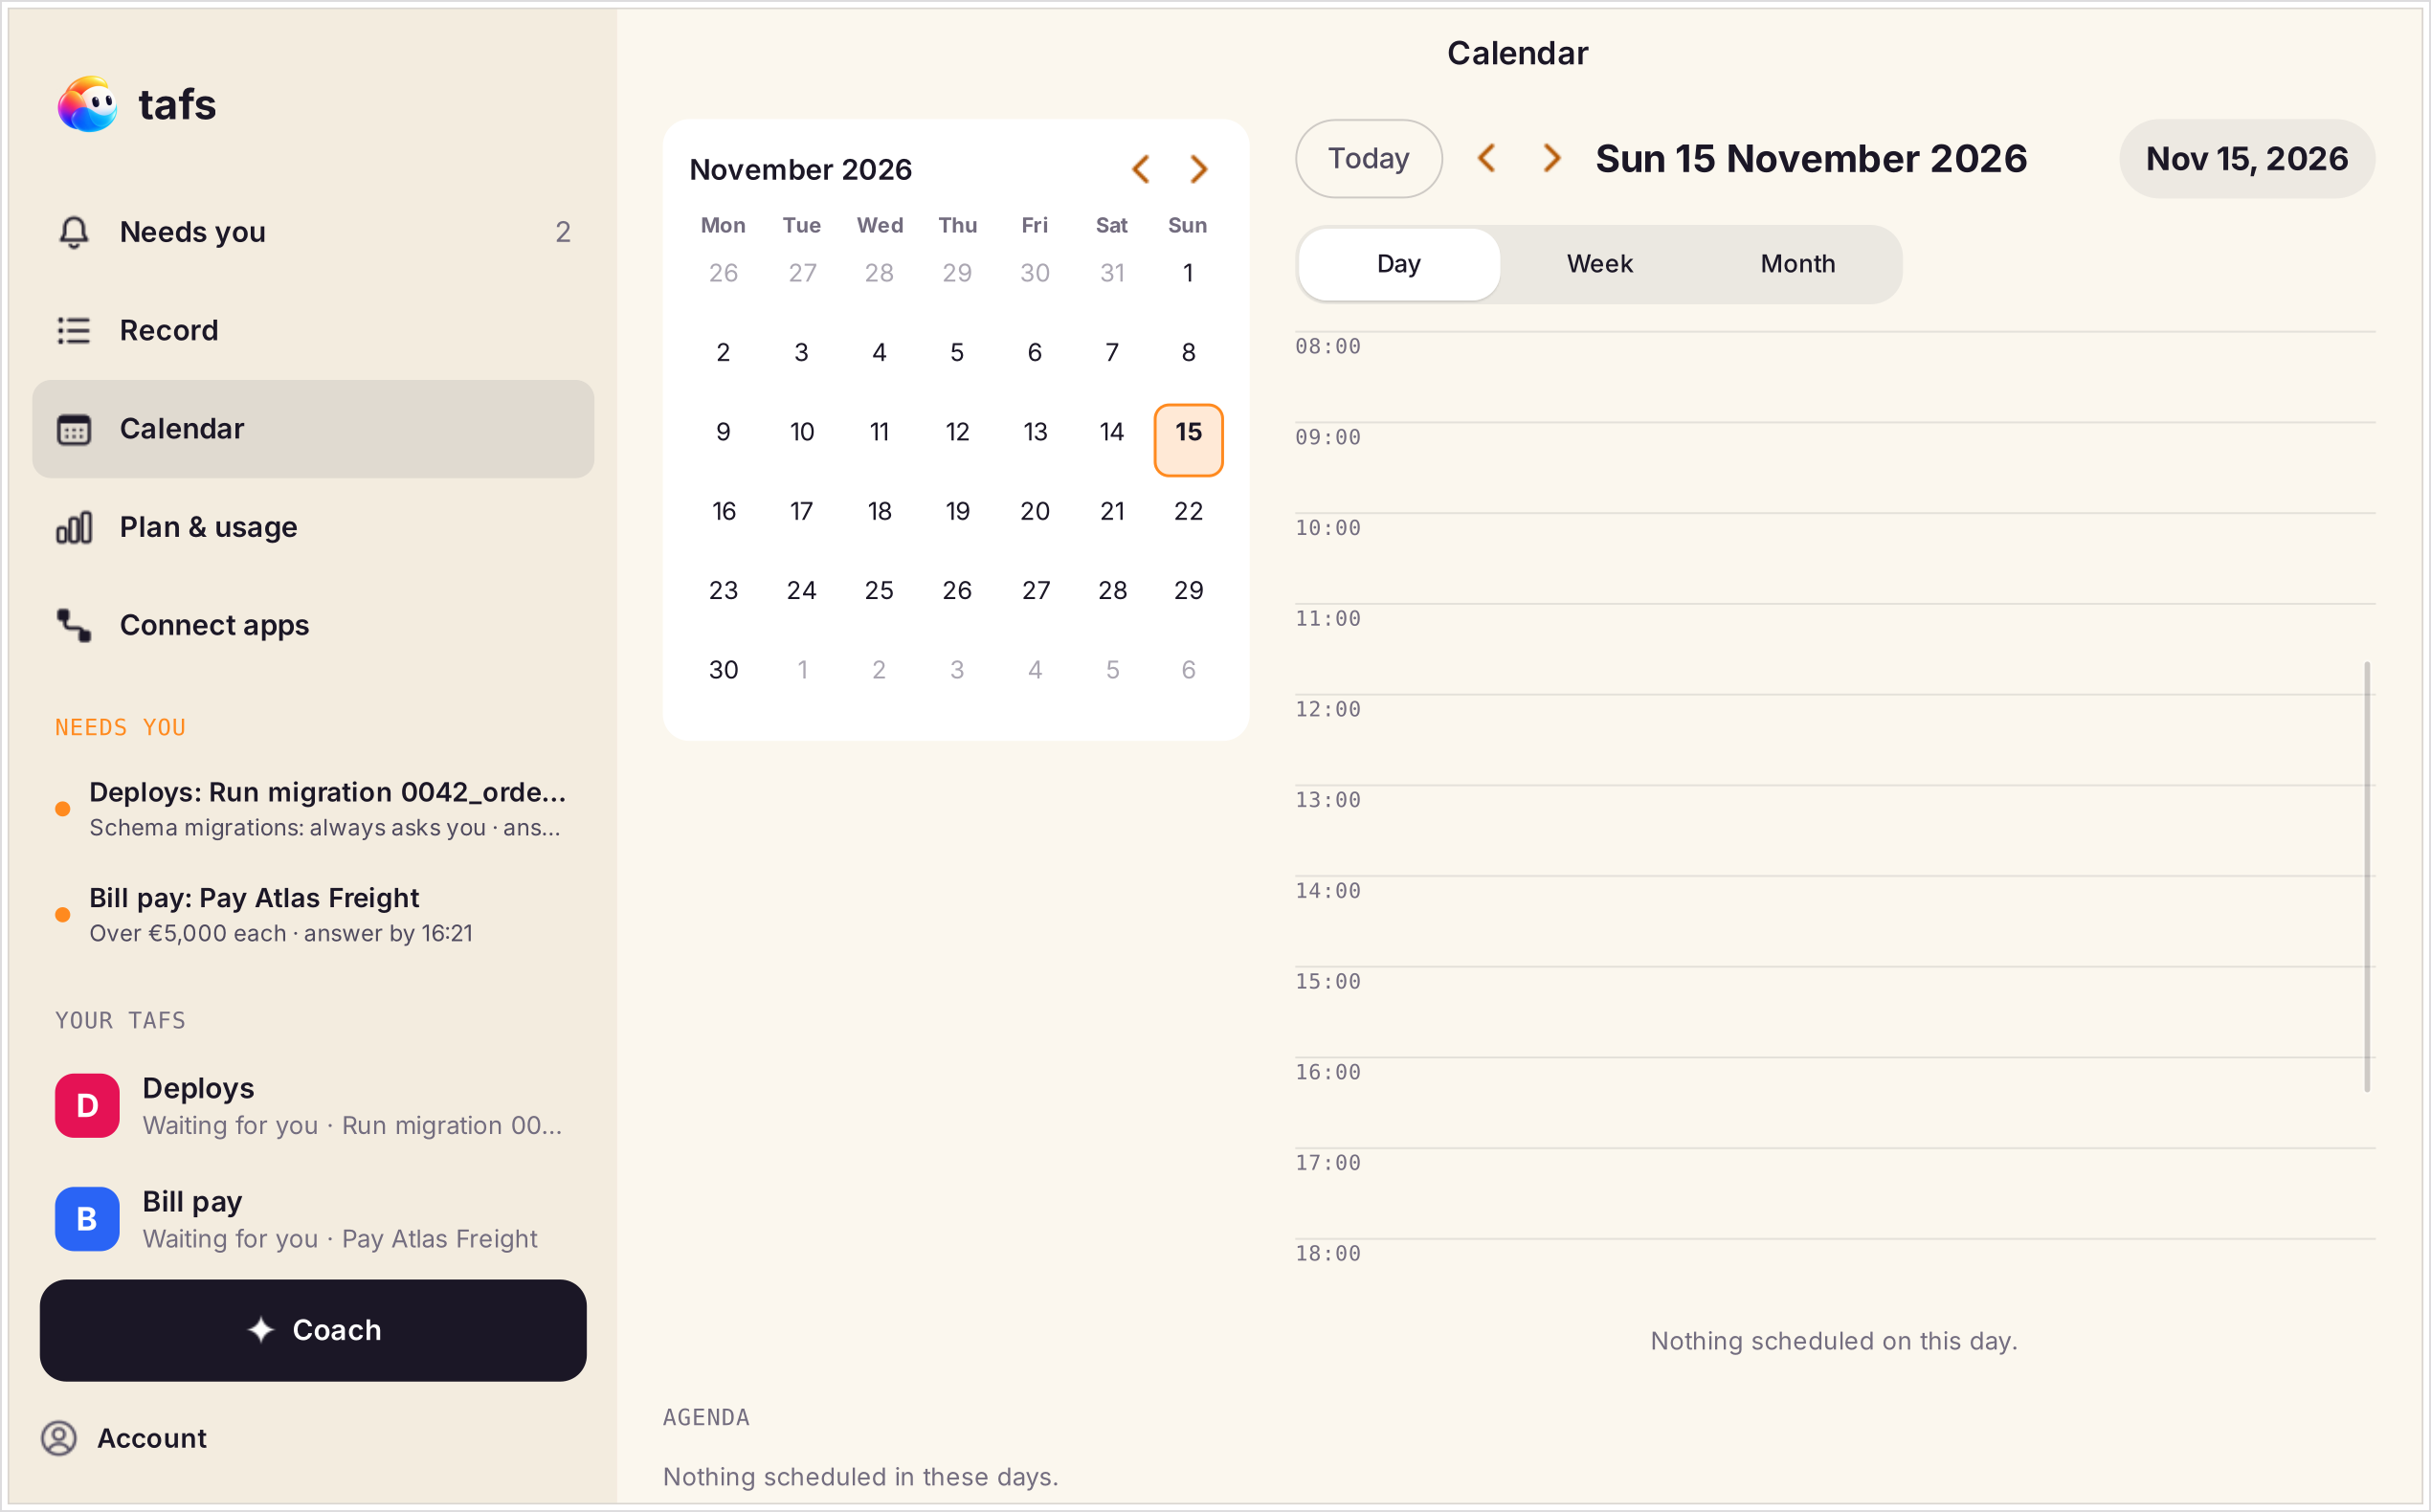 tafs
Needs you 2
Record
Calendar
Plan & usage
Connect apps
NEEDS YOU
Deploys: Run migration 0042_orde...
Schema migrations: always asks you · ans...
Bill pay: Pay Atlas Freight
Over €5,000 each · answer by 16:21
YOUR TAFS
D
Deploys
Waiting for you · Run migration 00...
B
Bill pay
Waiting for you · Pay Atlas Freight
Coach
Account
Calendar
November 2026
Mon Tue Wed Thu Fri Sat Sun
26 27 28 29 30 31 1
2 3 4 5 6 7 8
9 10 11 12 13 14 15
16 17 18 19 20 21 22
23 24 25 26 27 28 29
30 1 2 3 4 5 6
Today Sun 15 November 2026 Nov 15, 2026
Day Week Month
08:00
09:00
10:00
11:00
12:00
13:00
14:00
15:00
16:00
17:00
18:00
Nothing scheduled on this day.
AGENDA
Nothing scheduled in these days.